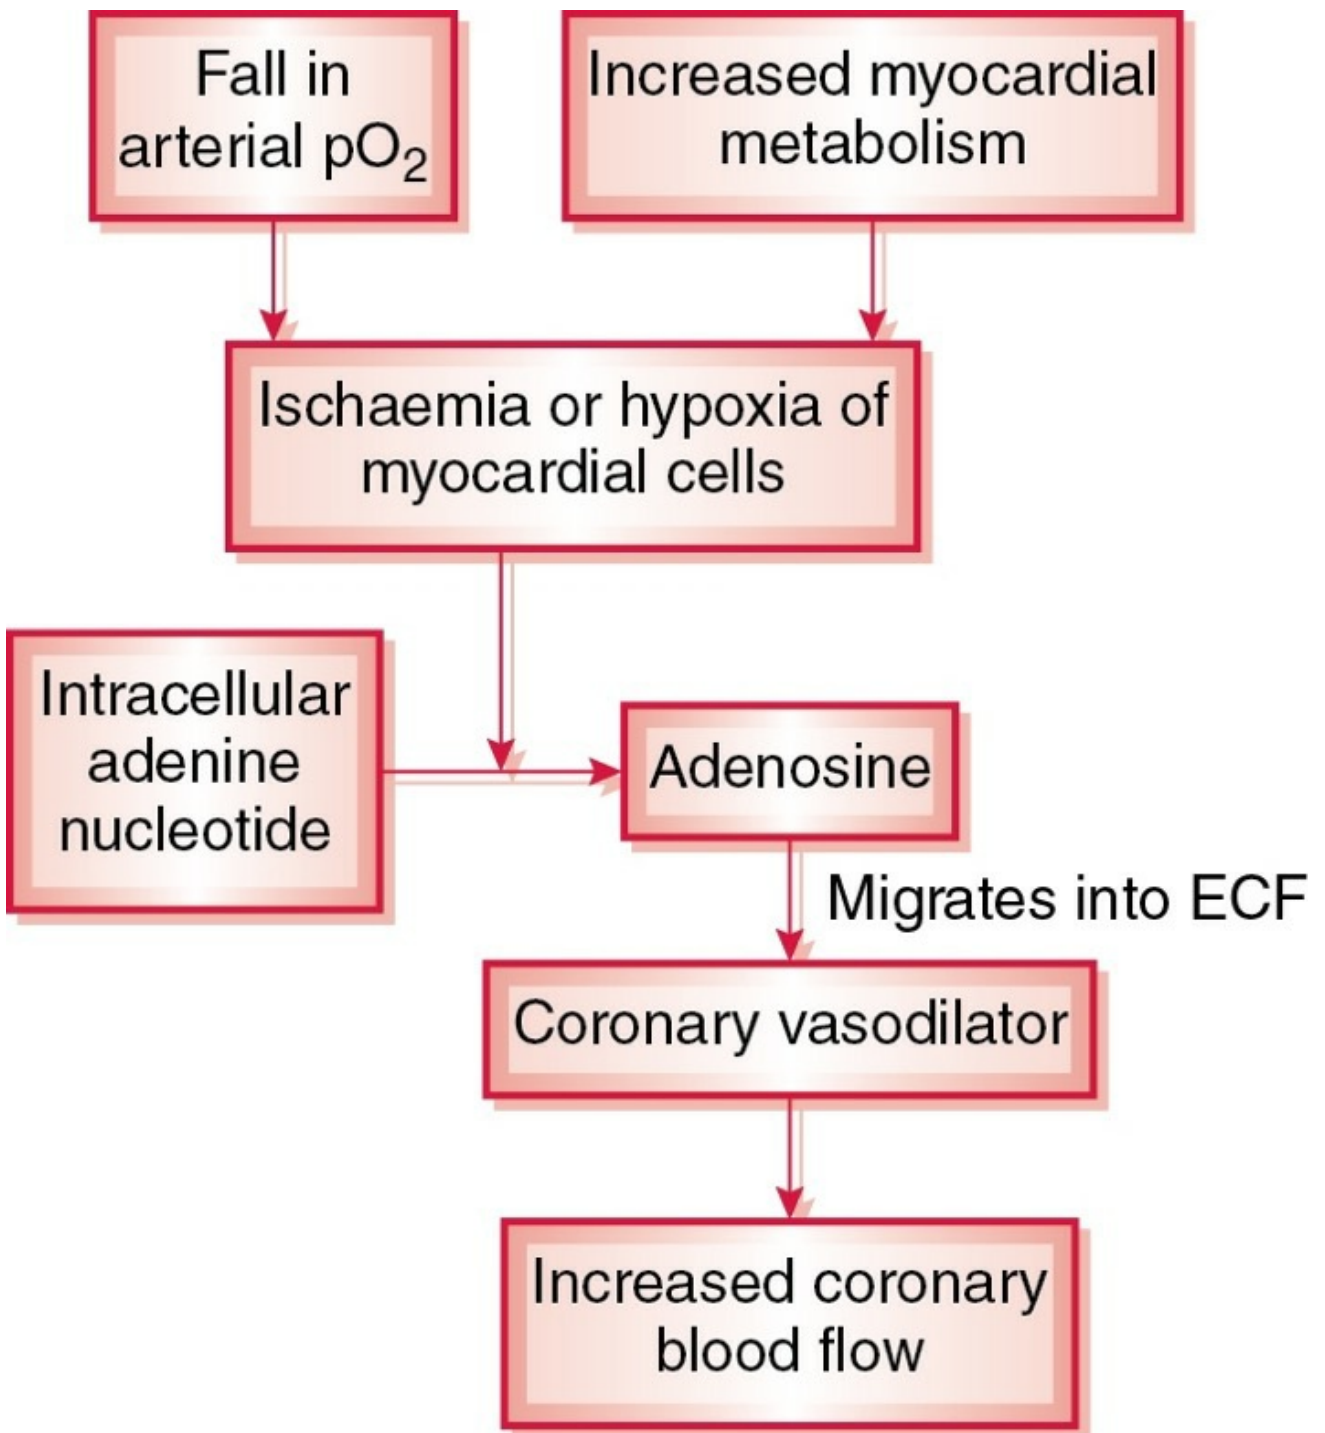 Fall in
arterial pO₂
Increased myocardial
metabolism
Ischaemia or hypoxia of
myocardial cells
Intracellular
adenine
nucleotide
Adenosine
Migrates into ECF
Coronary vasodilator
Increased coronary
blood flow